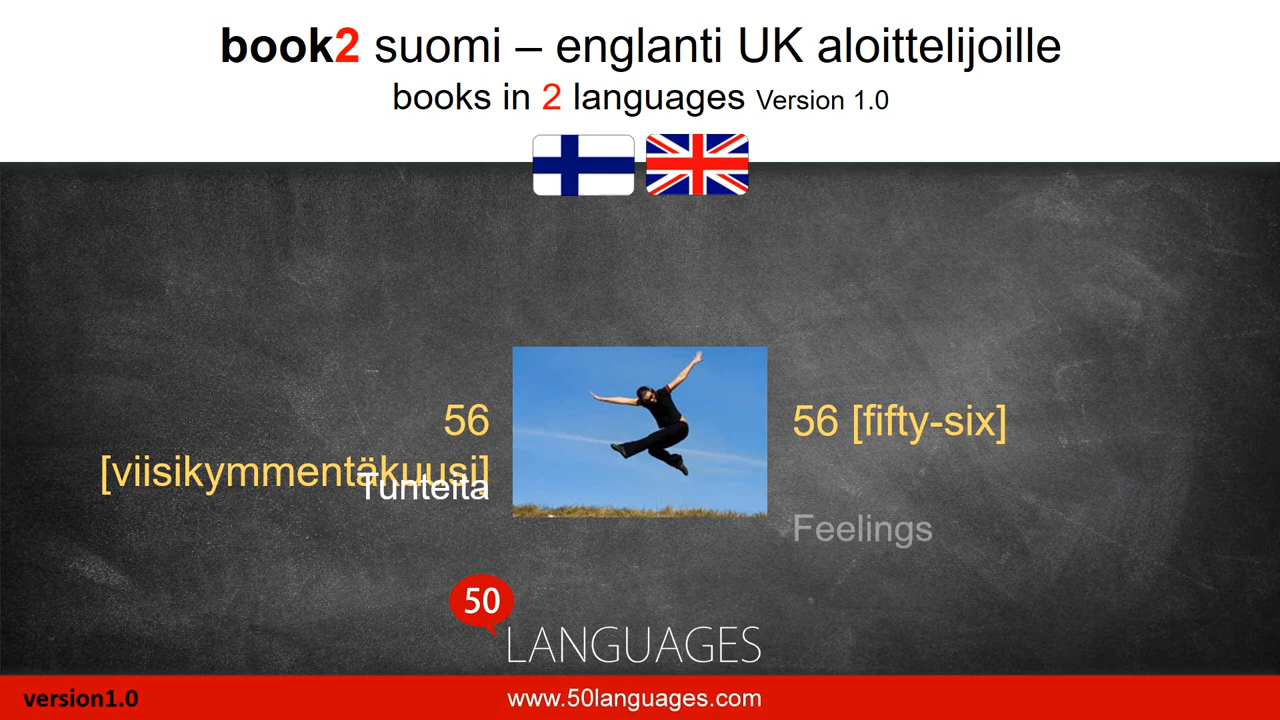 book2 suomi – englanti UK aloittelijoille
books in 2 languages Version 1.0
56
[viisikymmentäkuusi]
Tunteita
56 [fifty-six]
Feelings
50
LANGUAGES
version1.0
www.50languages.com